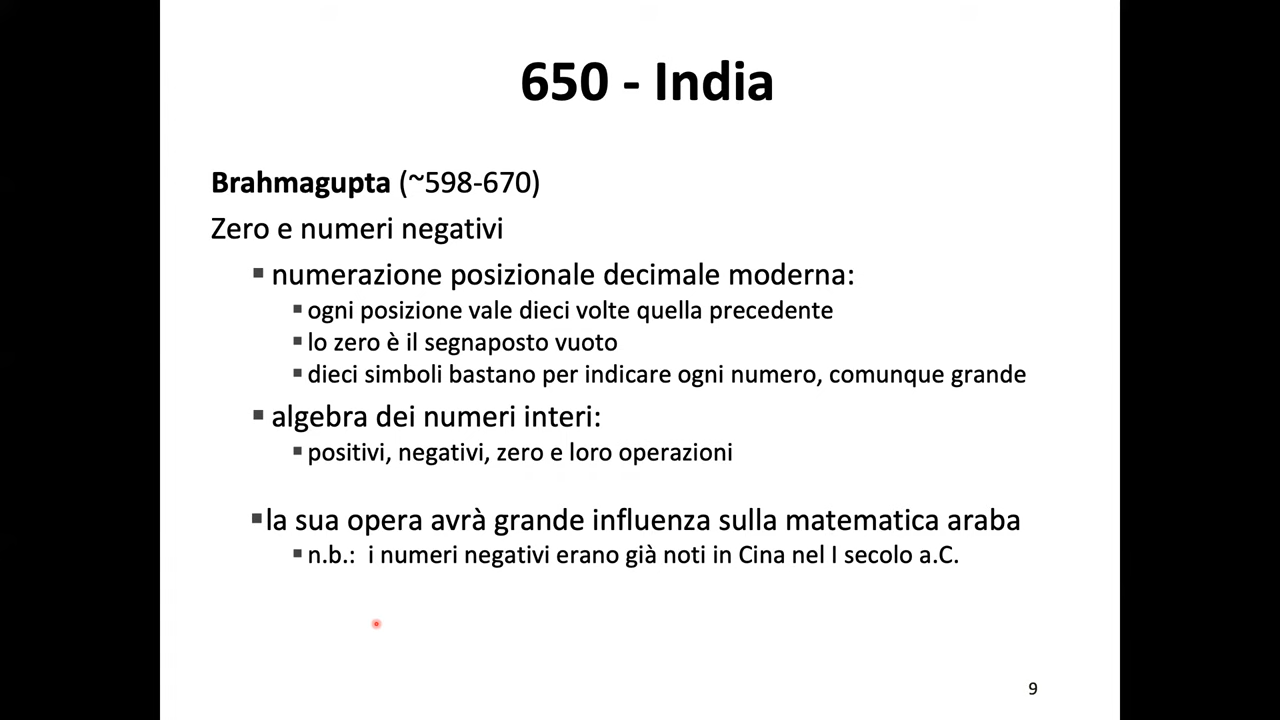 650 - India
Brahmagupta (~598-670)
Zero e numeri negativi
▪ numerazione posizionale decimale moderna:
▪ ogni posizione vale dieci volte quella precedente
▪ lo zero è il segnaposto vuoto
▪ dieci simboli bastano per indicare ogni numero, comunque grande
▪ algebra dei numeri interi:
▪ positivi, negativi, zero e loro operazioni
▪ la sua opera avrà grande influenza sulla matematica araba
▪ n.b.: i numeri negativi erano già noti in Cina nel I secolo a.C.
9